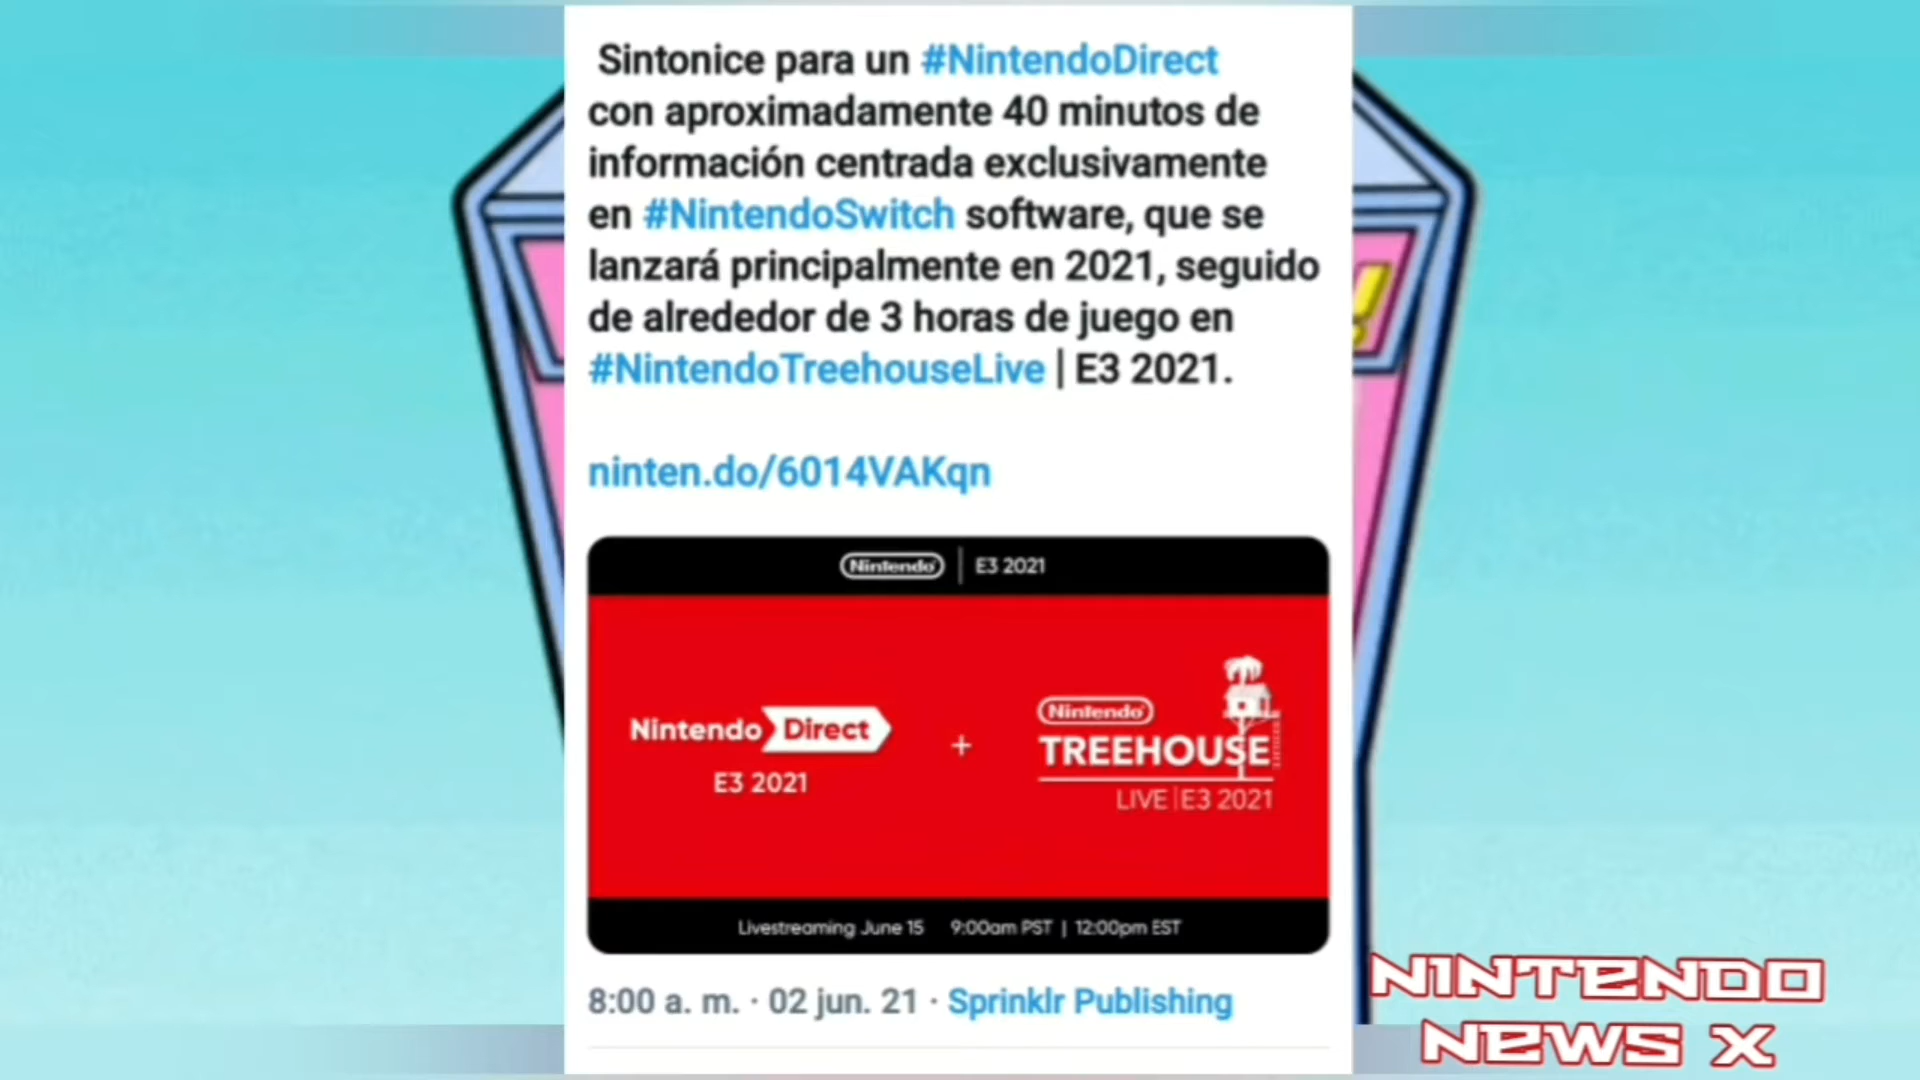 Sintonice para un #NintendoDirect
con aproximadamente 40 minutos de
información centrada exclusivamente
en #NintendoSwitch software, que se
lanzará principalmente en 2021, seguido
de alrededor de 3 horas de juego en
#NintendoTreehouseLive | E3 2021.
ninten.do/6014VAKqn
Nintendo | E3 2021
Nintendo Direct
E3 2021
+
Nintendo
TREEHOUSE
LIVE | E3 2021
Livestreaming June 15 9:00am PST | 12:00pm EST
8:00 a. m. · 02 jun. 21 · Sprinklr Publishing
!
NINTENDO
NEWS X